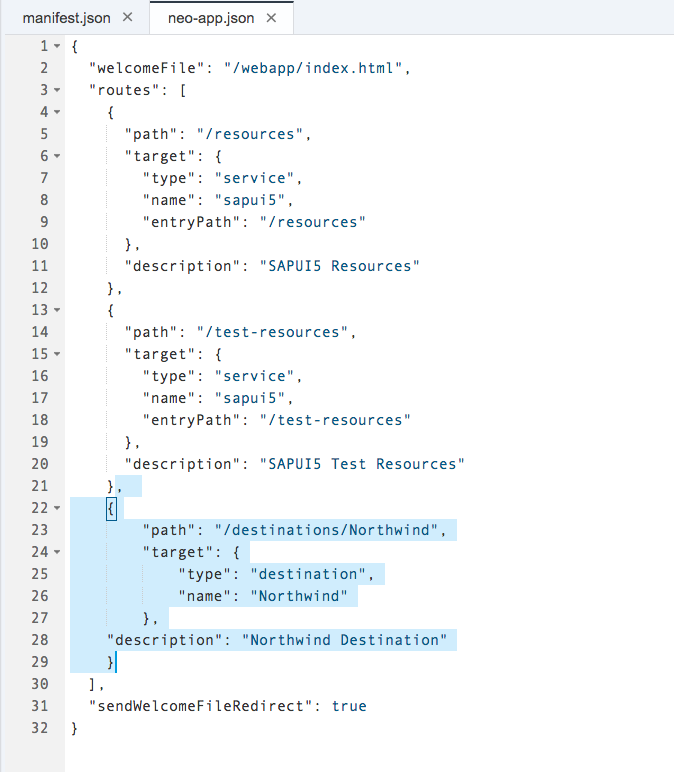 manifest.json × neo-app.json ×
1 {
2 "welcomeFile": "/webapp/index.html",
3 "routes": [
4 {
5 "path": "/resources",
6 "target": {
7 "type": "service",
8 "name": "sapui5",
9 "entryPath": "/resources"
10 },
11 "description": "SAPUI5 Resources"
12 },
13 {
14 "path": "/test-resources",
15 "target": {
16 "type": "service",
17 "name": "sapui5",
18 "entryPath": "/test-resources"
19 },
20 "description": "SAPUI5 Test Resources"
21 },
22 {
23 "path": "/destinations/Northwind",
24 "target": {
25 "type": "destination",
26 "name": "Northwind"
27 },
28 "description": "Northwind Destination"
29 }
30 ],
31 "sendWelcomeFileRedirect": true
32 }